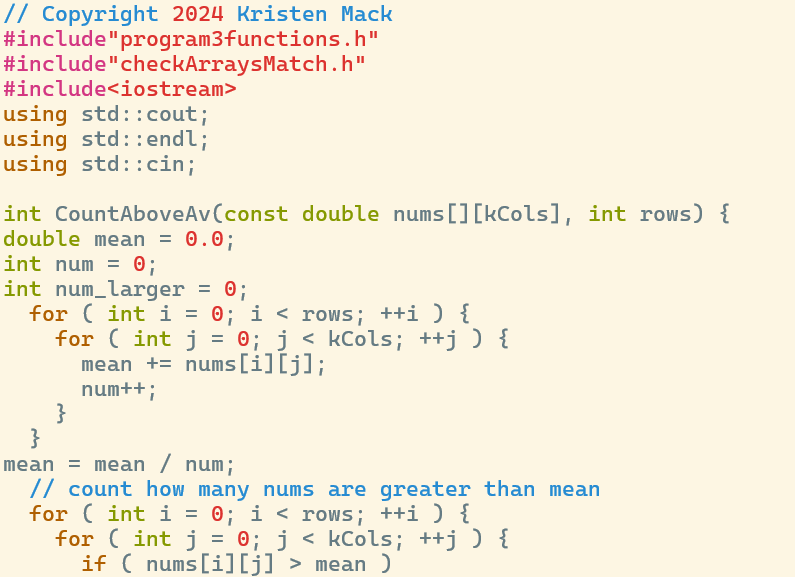 // Copyright 2024 Kristen Mack
#include"program3functions.h"
#include"checkArraysMatch.h"
#include<iostream>
using std::cout;
using std::endl;
using std::cin;

int CountAboveAv(const double nums[][kCols], int rows) {
double mean = 0.0;
int num = 0;
int num_larger = 0;
  for ( int i = 0; i < rows; ++i ) {
    for ( int j = 0; j < kCols; ++j ) {
      mean += nums[i][j];
      num++;
    }
  }
mean = mean / num;
  // count how many nums are greater than mean
  for ( int i = 0; i < rows; ++i ) {
    for ( int j = 0; j < kCols; ++j ) {
      if ( nums[i][j] > mean )